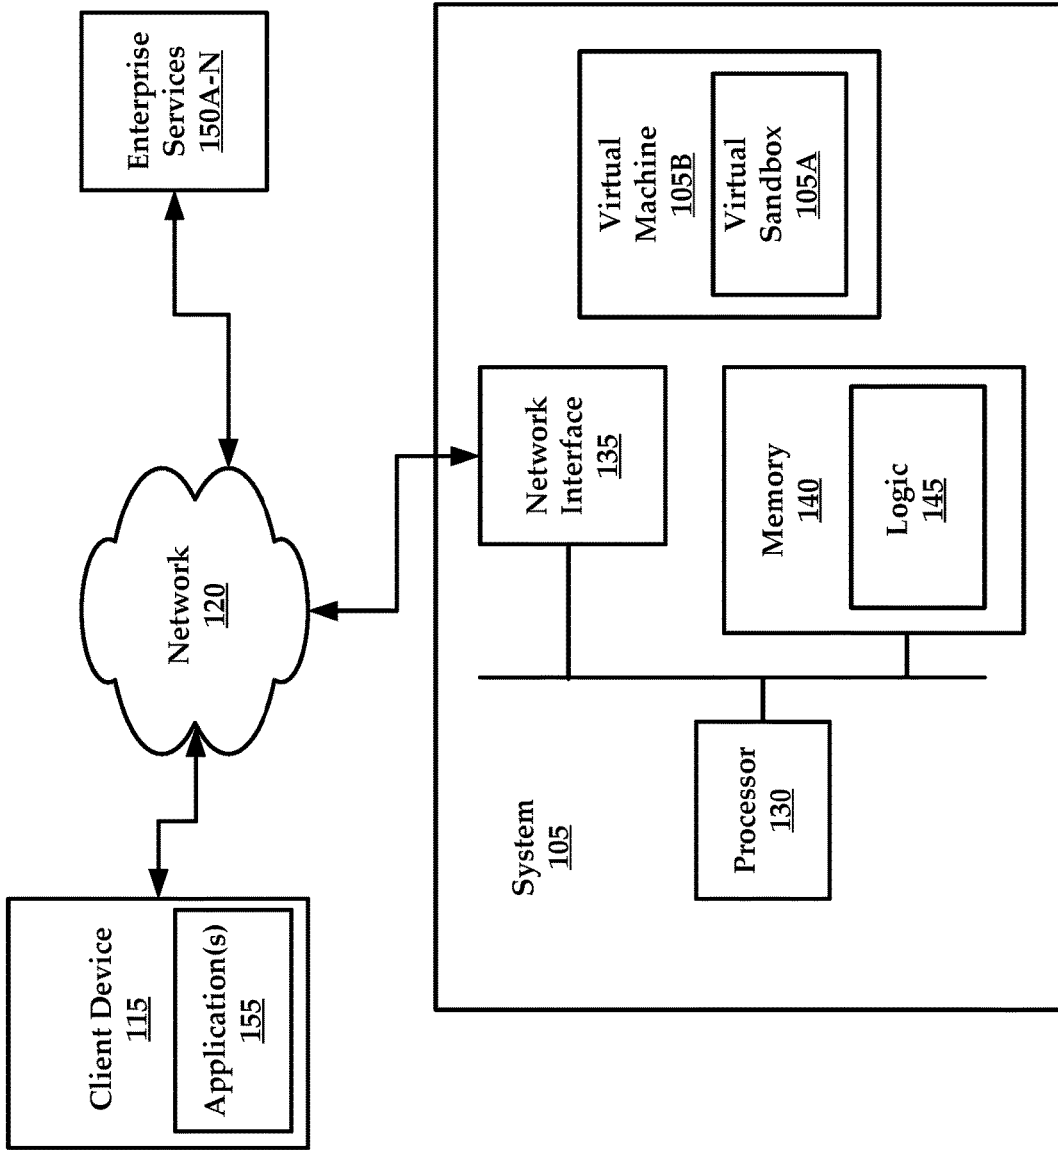 Client Device
115
Application(s)
155
Network
120
Enterprise
Services
150A-N
System
105
Processor
130
Network
Interface
135
Memory
140
Logic
145
Virtual
Machine
105B
Virtual
Sandbox
105A